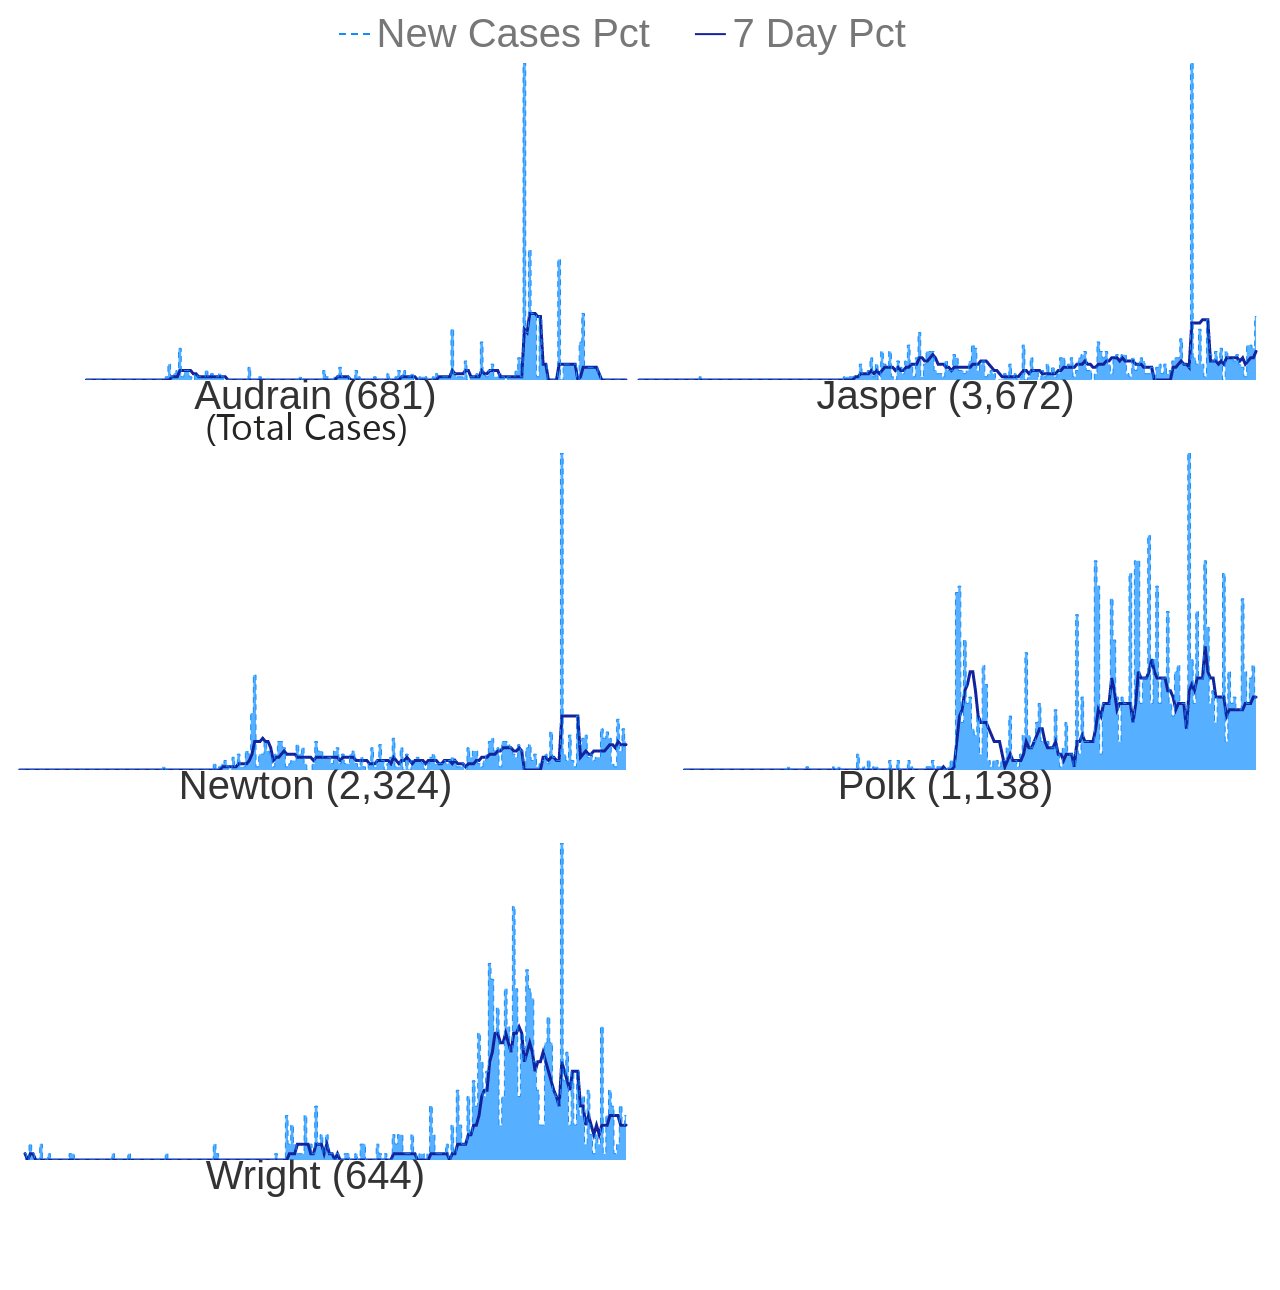 New Cases Pct 7 Day Pct
Audrain (681) Jasper (3,672)
(Total Cases)
Newton (2,324) Polk (1,138)
Wright (644)